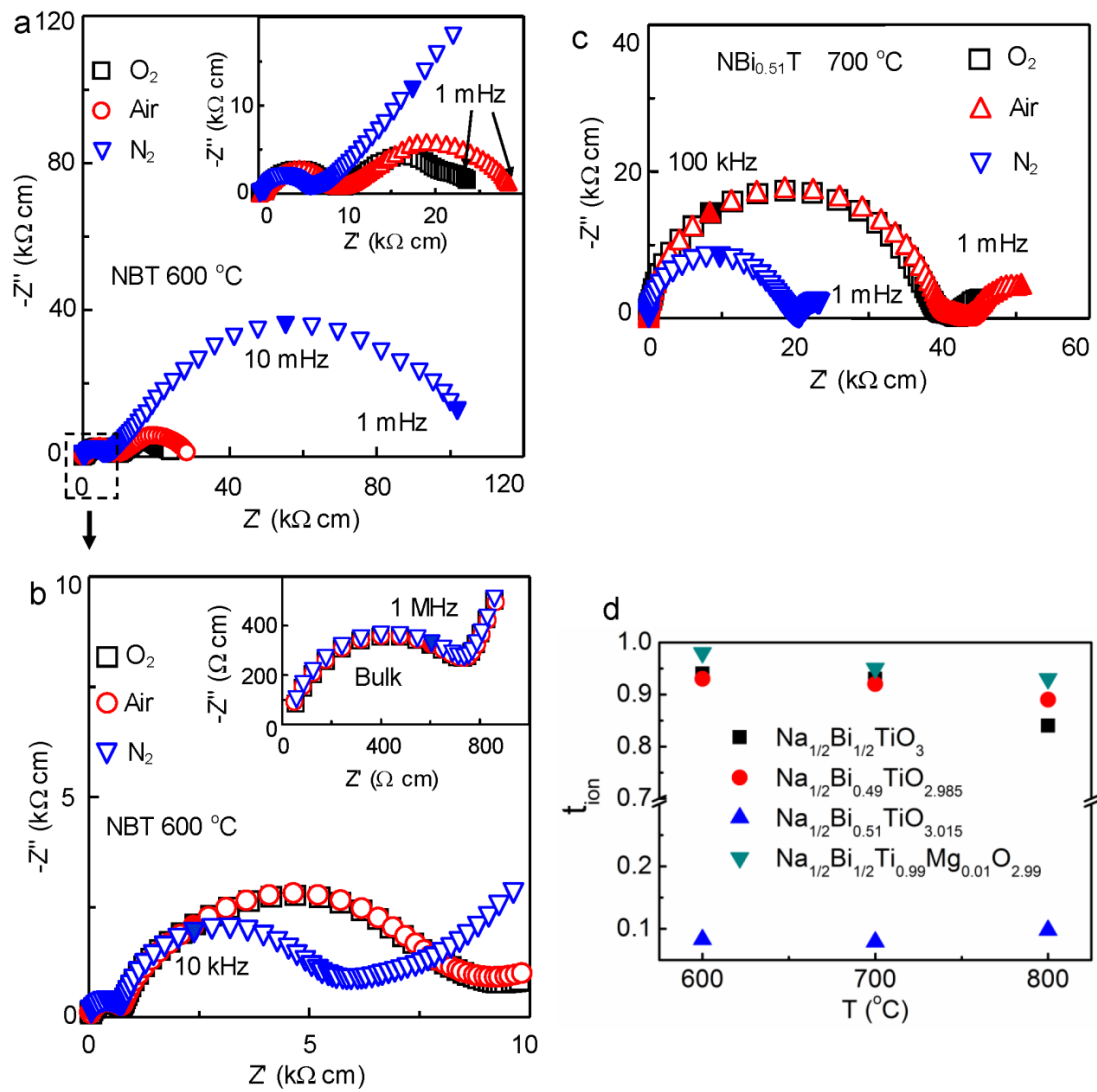 a
120
80
40
0
-Z'' (kΩ cm)
O₂
Air
N₂
NBT 600 °C
10 mHz
1 mHz
0 40 80 120
Z' (kΩ cm)
-Z'' (kΩ cm)
10
0
1 mHz
0 10 20
Z' (kΩ cm)
b
10
5
0
-Z'' (kΩ cm)
O₂
Air
N₂
NBT 600 °C
10 kHz
0 5 10
Z' (kΩ cm)
-Z'' (Ω cm)
400
200
0
1 MHz
Bulk
0 400 800
Z' (Ω cm)
c
40
20
0
-Z'' (kΩ cm)
NBi₀.₅₁T 700 °C
O₂
Air
N₂
100 kHz
1 mHz
1 mHz
0 20 40 60
Z' (kΩ cm)
d
1.0
0.9
0.8
0.7
0.2
0.1
t_ion
Na₁/₂Bi₁/₂TiO₃
Na₁/₂Bi₀.₄₉TiO₂.₉₈₅
Na₁/₂Bi₀.₅₁TiO₃.₀₁₅
Na₁/₂Bi₁/₂Ti₀.₉₉Mg₀.₀₁O₂.₉₉
600 700 800
T (°C)